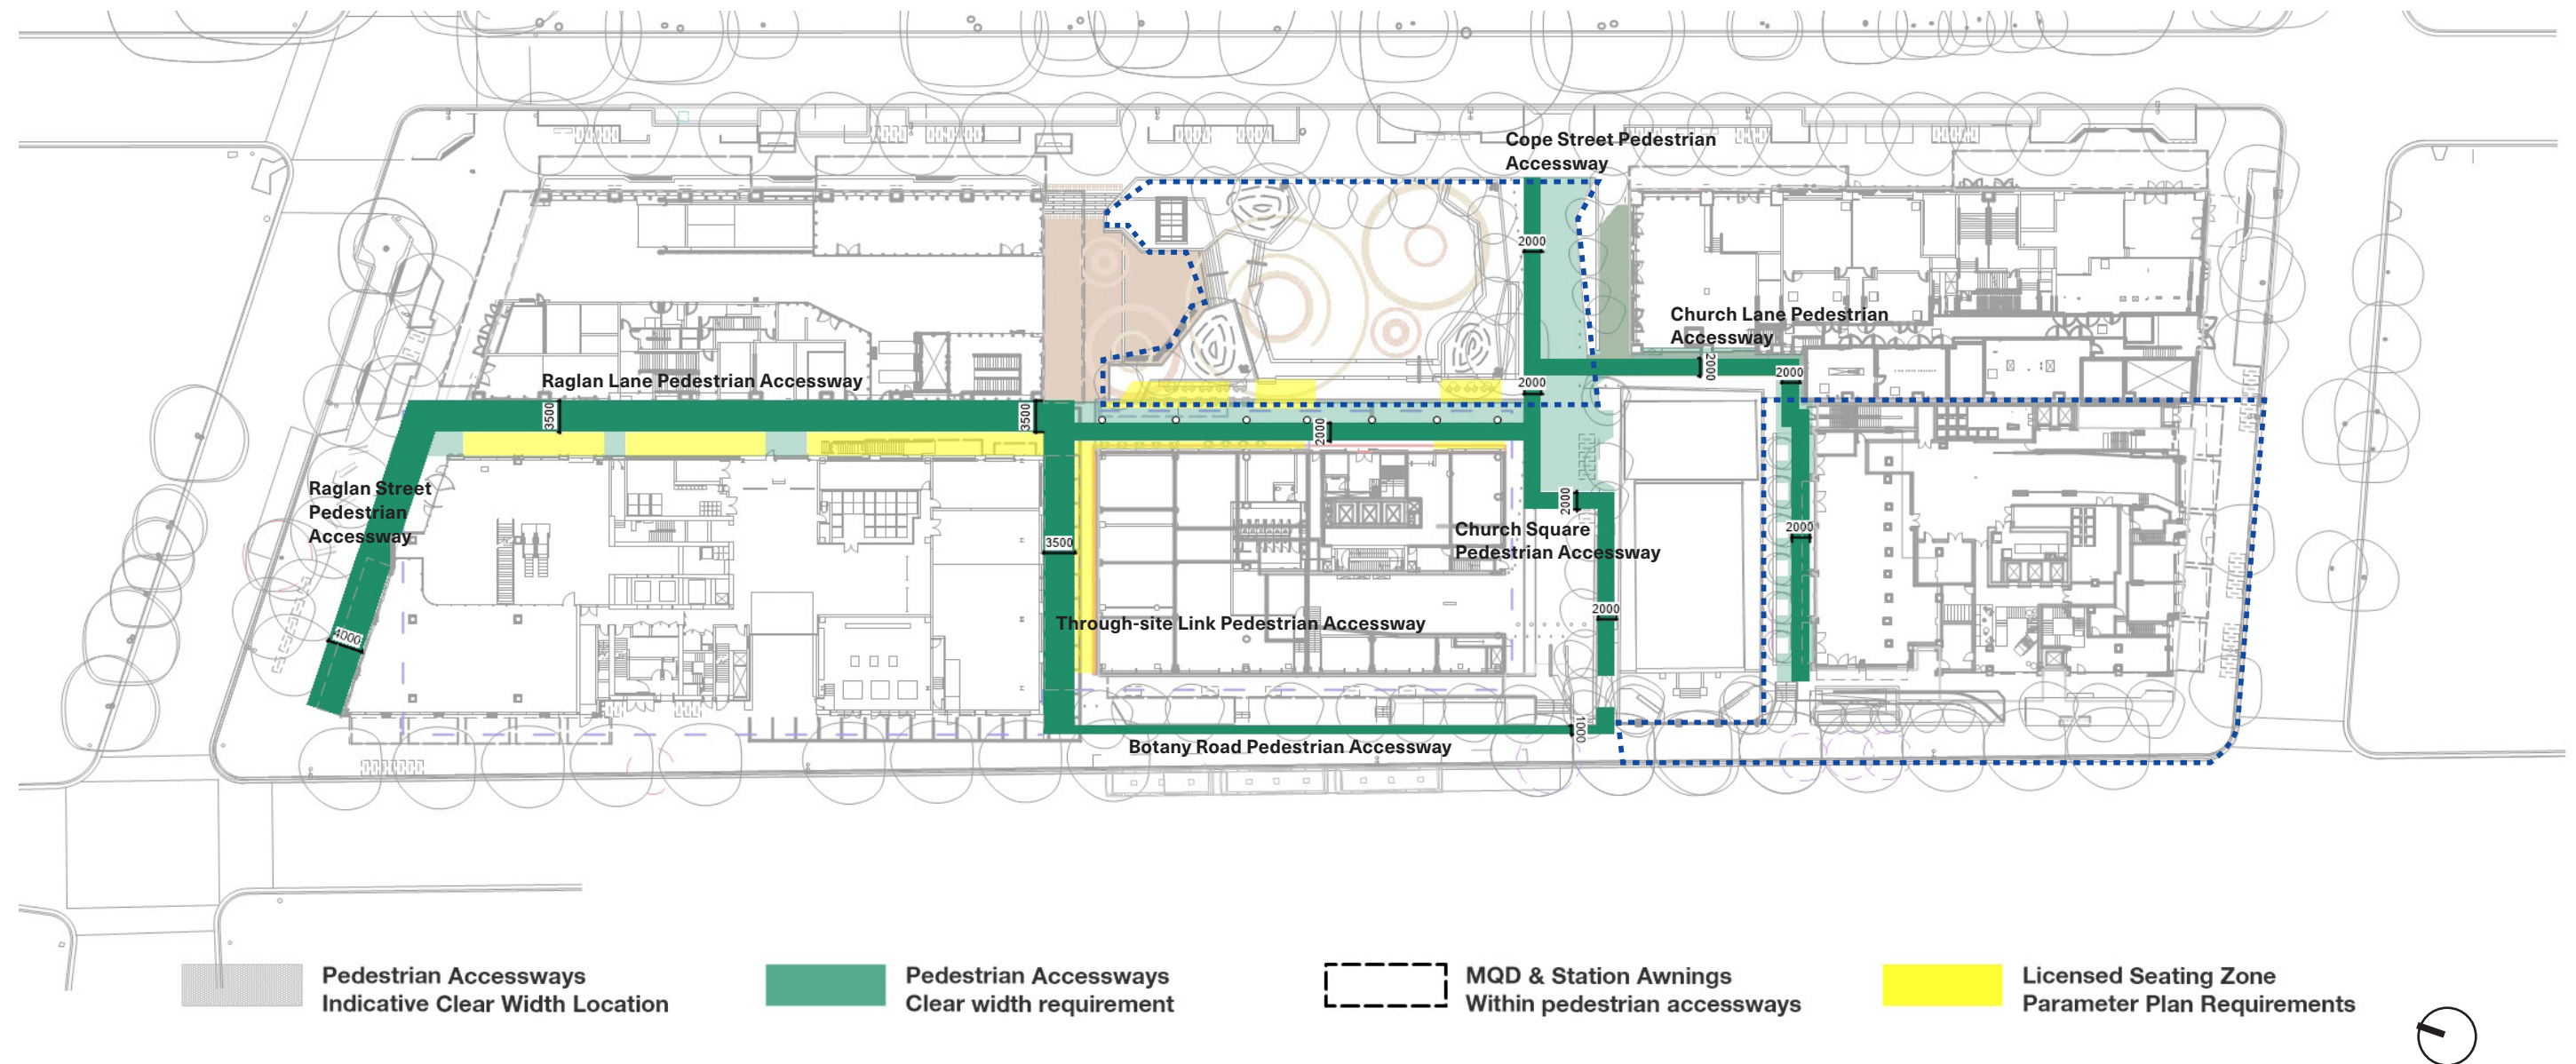 Cope Street Pedestrian
Accessway
2000
Church Lane Pedestrian
Accessway
2000
2000
2000
Raglan Lane Pedestrian Accessway
3500
3500
2000
Raglan Street
Pedestrian
Accessway
2000
Church Square
Pedestrian Accessway
2000
3500
2000
Through-site Link Pedestrian Accessway
4000
1000
Botany Road Pedestrian Accessway
Pedestrian Accessways
Indicative Clear Width Location
Pedestrian Accessways
Clear width requirement
MQD & Station Awnings
Within pedestrian accessways
Licensed Seating Zone
Parameter Plan Requirements